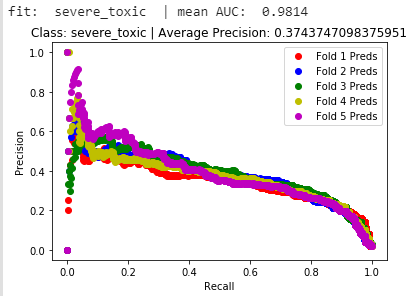 fit:  severe_toxic  | mean AUC:  0.9814
Class: severe_toxic | Average Precision: 0.3743747098375951
Fold 1 Preds
Fold 2 Preds
Fold 3 Preds
Fold 4 Preds
Fold 5 Preds
Precision
1.0
0.8
0.6
0.4
0.2
0.0
0.0 0.2 0.4 0.6 0.8 1.0
Recall